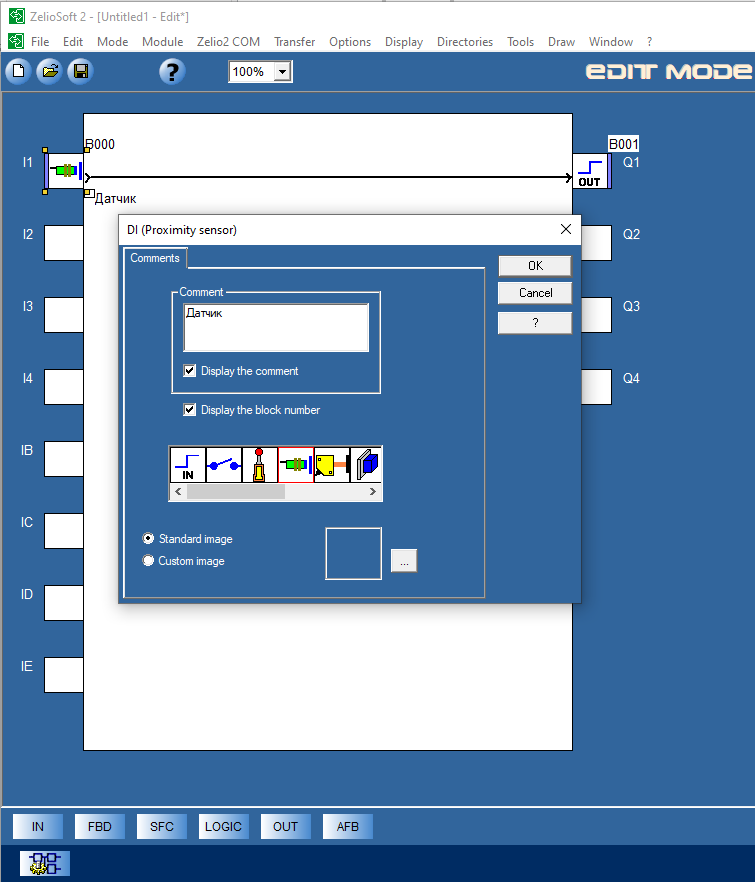 ZelioSoft 2 - [Untitled1 - Edit*]
File Edit Mode Module Zelio2 COM Transfer Options Display Directories Tools Draw Window ?
? 100% EDIT MODE
B000 B001
I1 Q1
OUT
Датчик
I2 Q2
DI (Proximity sensor)
Comments
OK
Comment
Cancel
I3 Q3
Датчик
?
Display the comment
I4 Q4
Display the block number
IB
IN
IC
Standard image
Custom image
...
ID
IE
IN FBD SFC LOGIC OUT AFB